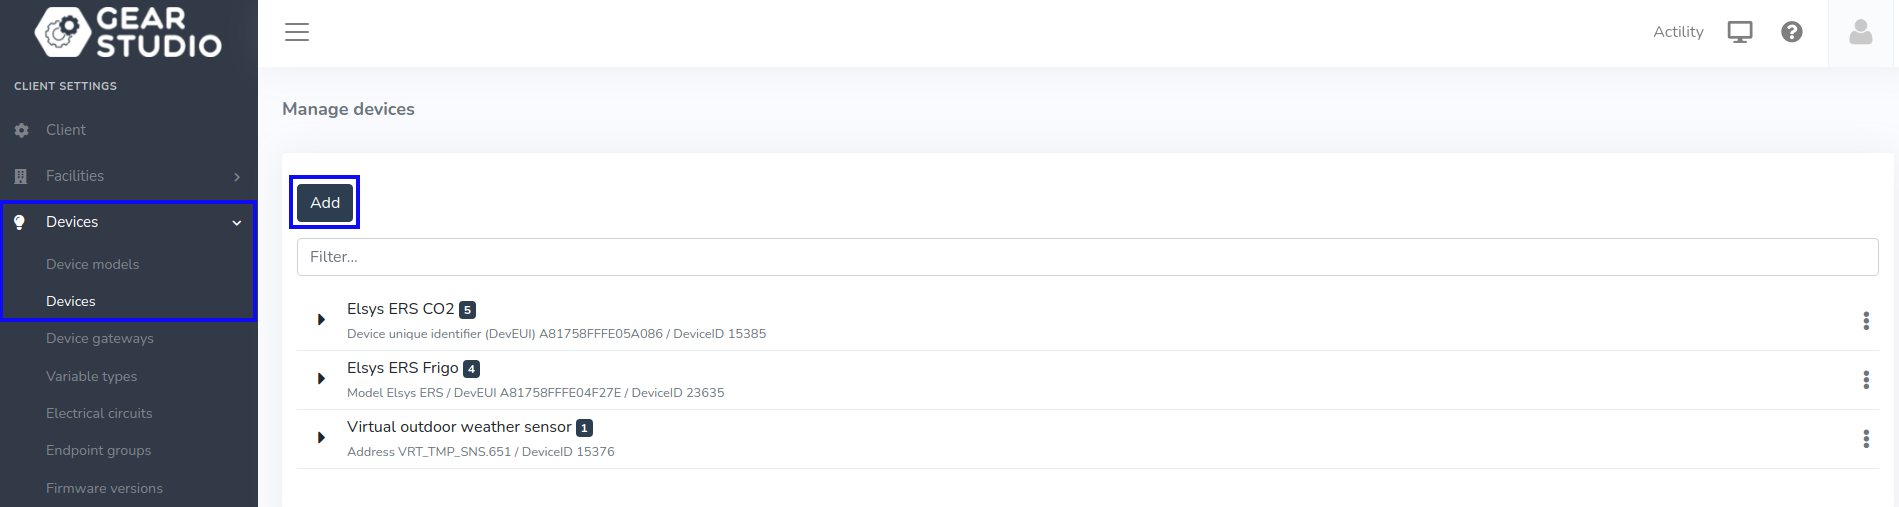 GEAR
STUDIO
Actility
CLIENT SETTINGS
Client
Facilities
Devices
Device models
Devices
Device gateways
Variable types
Electrical circuits
Endpoint groups
Firmware versions
Manage devices
Add
Filter...
Elsys ERS CO2 5
Device unique identifier (DevEUI) A81758FFFE05A086 / DeviceID 15385
Elsys ERS Frigo 4
Model Elsys ERS / DevEUI A81758FFFE04F27E / DeviceID 23635
Virtual outdoor weather sensor 1
Address VRT_TMP_SNS.651 / DeviceID 15376